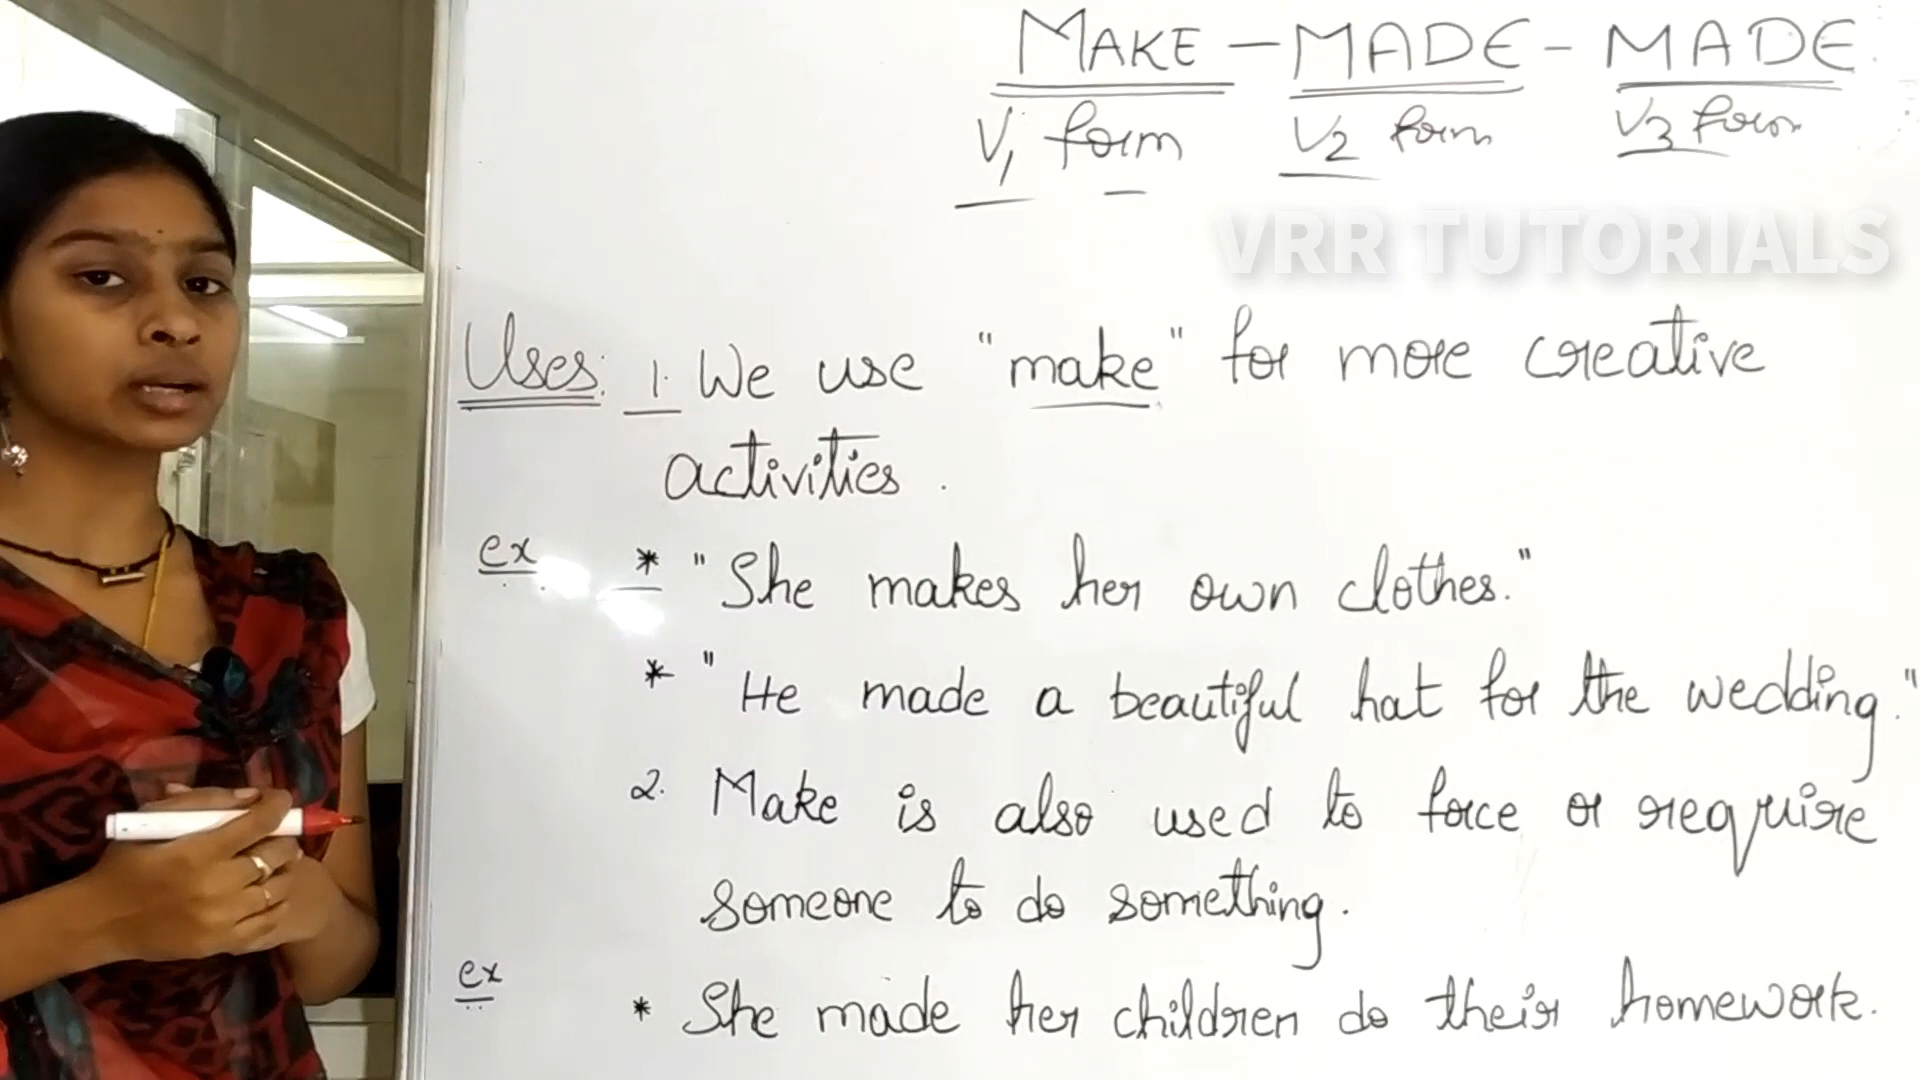 MAKE – MADE – MADE
V1 form V2 form V3 form
VRR TUTORIALS
Uses: 1. We use "make" for more creative
activities.
ex * "She makes her own clothes."
* "He made a beautiful hat for the wedding."
2. Make is also used to force or require
someone to do something.
ex * She made her children do their homework.